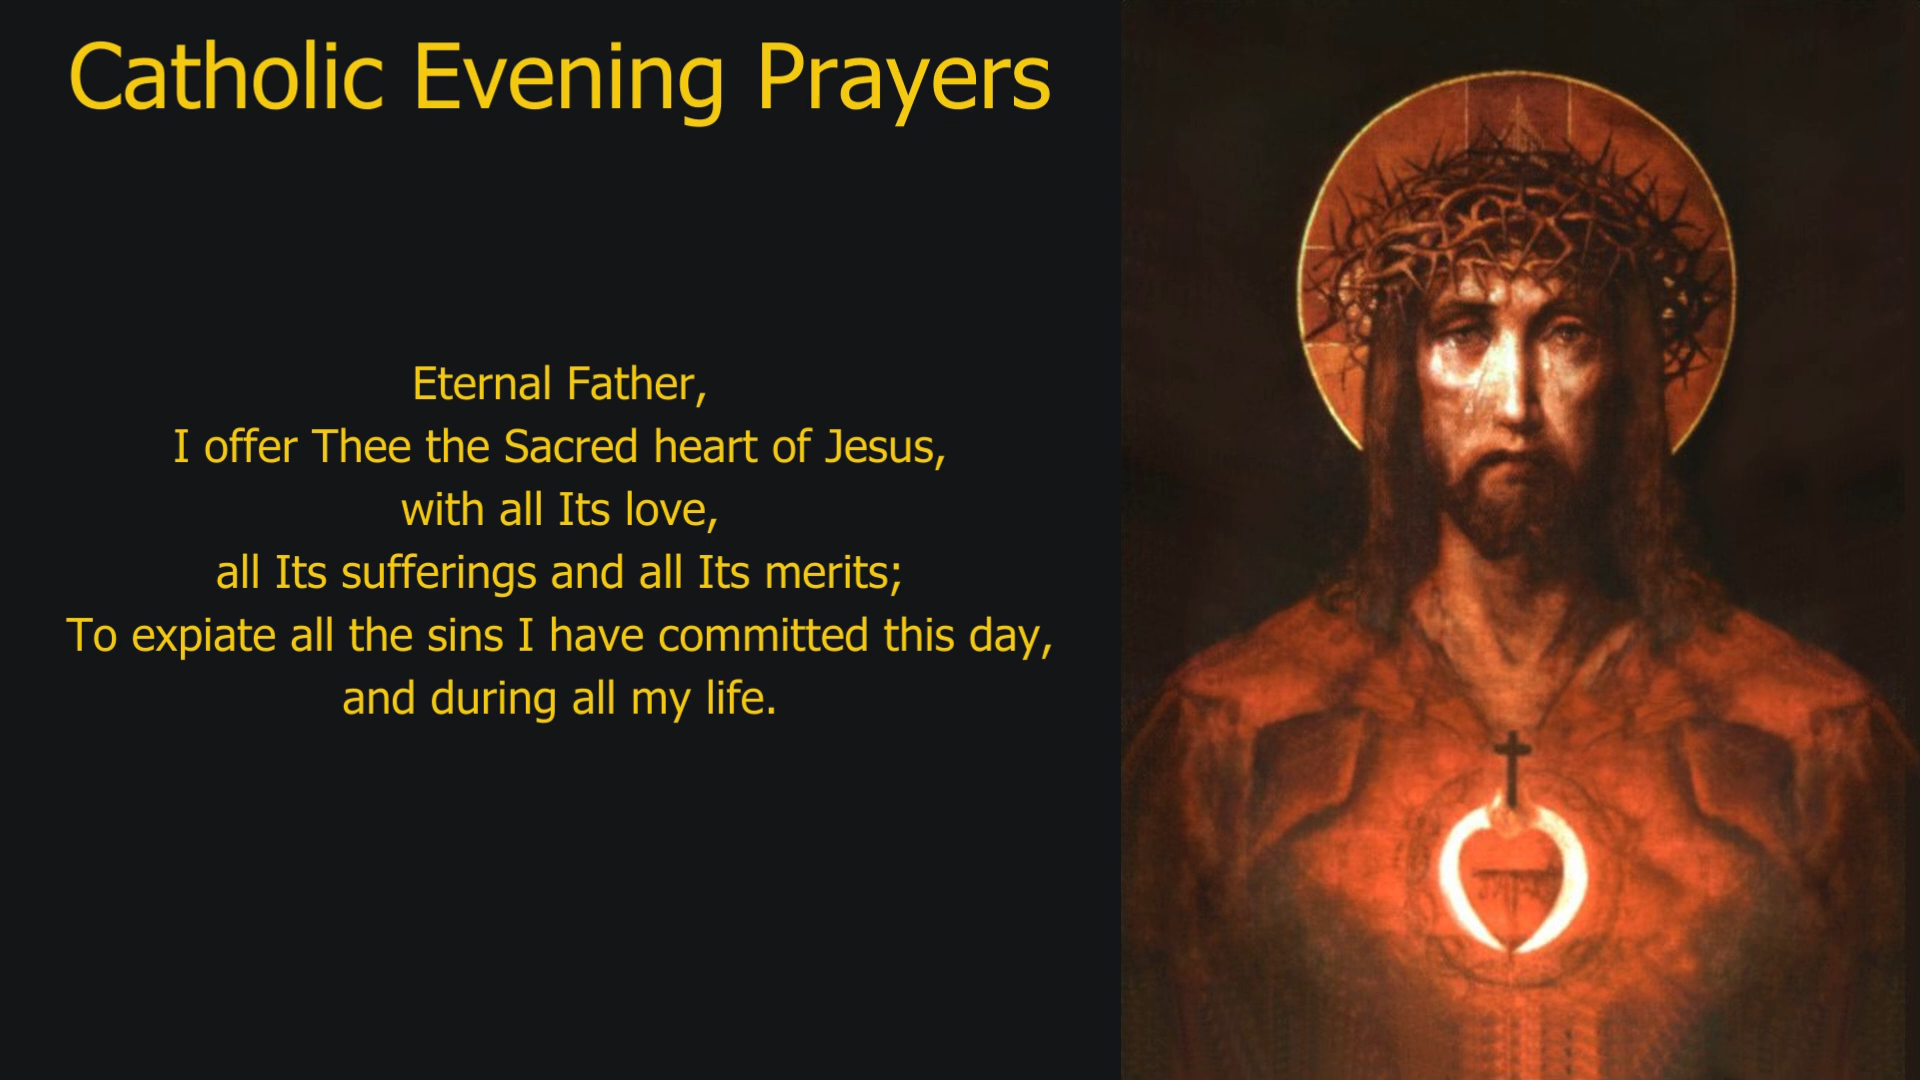 Catholic Evening Prayers
Eternal Father,
I offer Thee the Sacred heart of Jesus,
with all Its love,
all Its sufferings and all Its merits;
To expiate all the sins I have committed this day,
and during all my life.